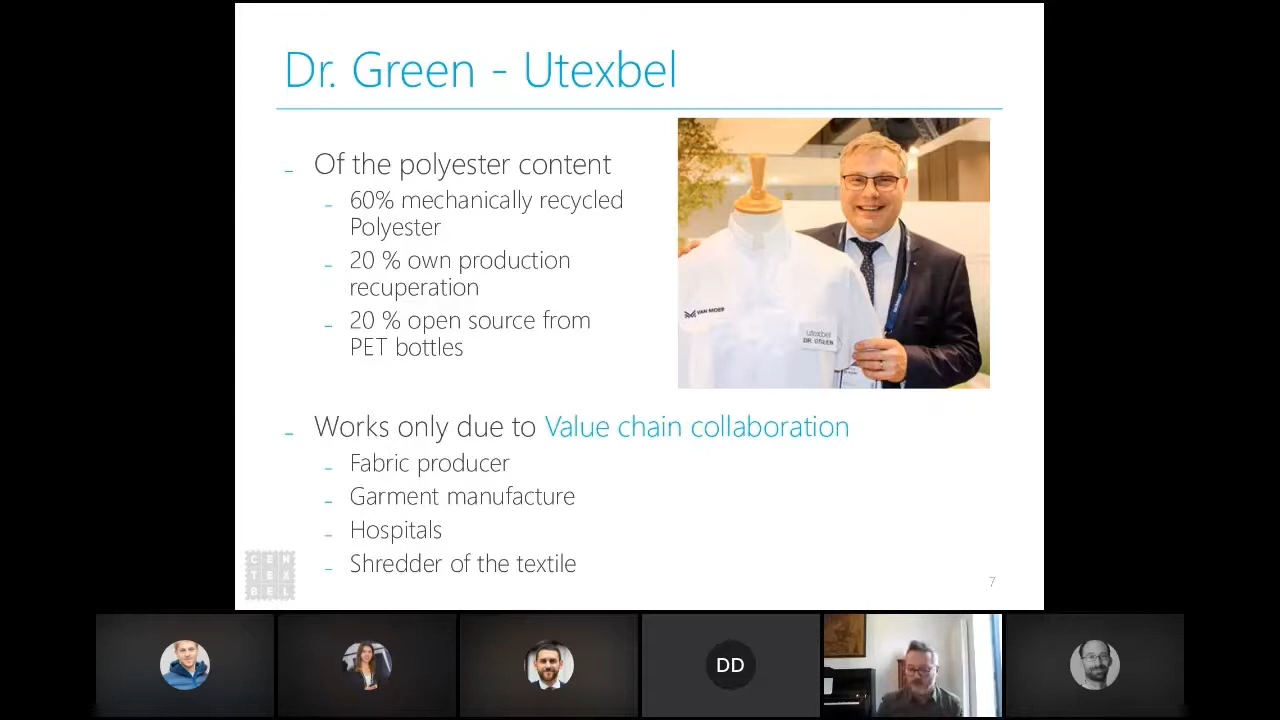 Dr. Green - Utexbel
Of the polyester content
60% mechanically recycled
Polyester
20 % own production
recuperation
20 % open source from
PET bottles
VAN MOER
utexbel
DR. GREEN
Works only due to Value chain collaboration
Fabric producer
Garment manufacture
Hospitals
Shredder of the textile
CEN
TEX
BEL
7
DD